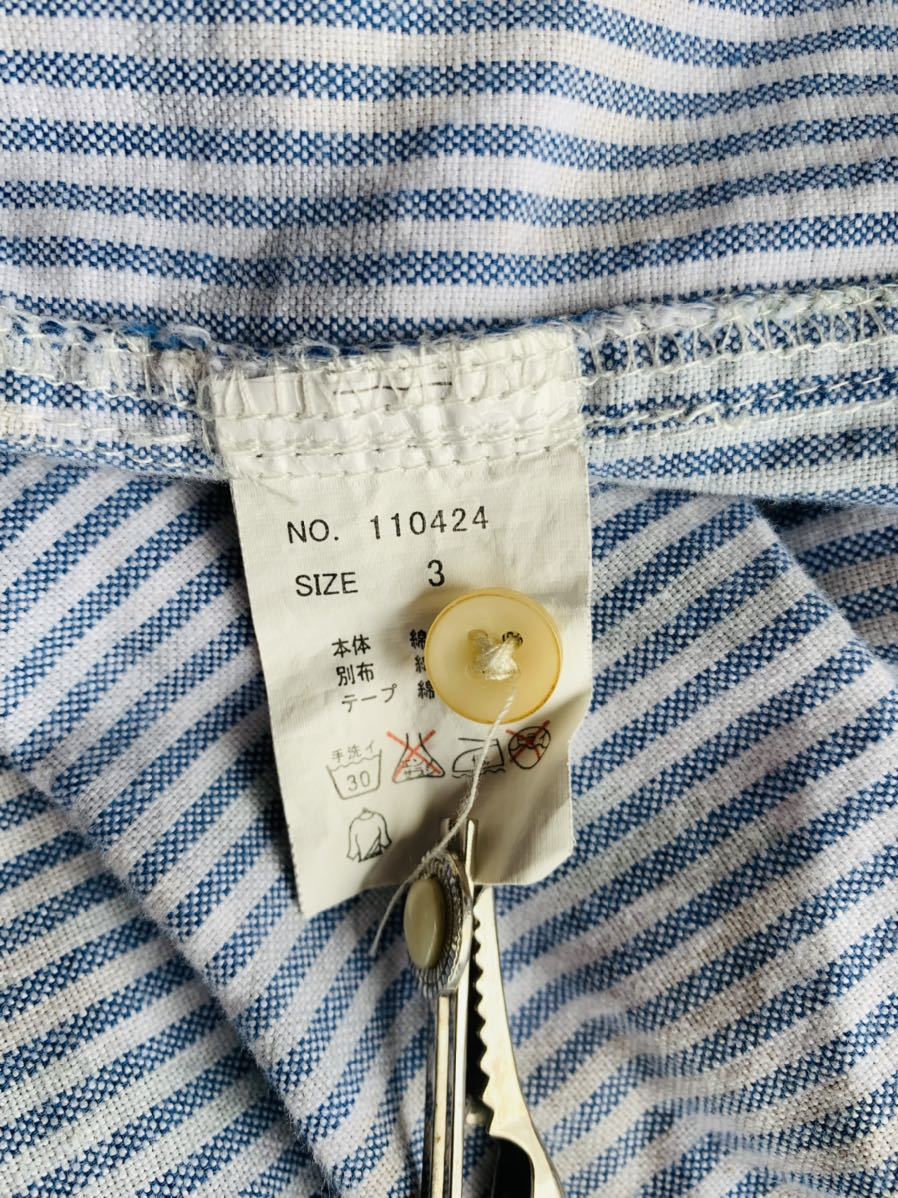 NO. 110424
SIZE 3
本体 綿
別布 綿
テープ 綿
手洗イ
30